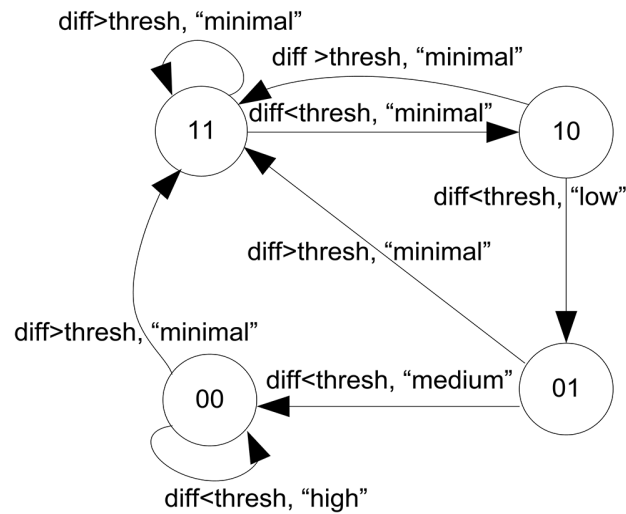 diff>thresh, “minimal”
diff >thresh, “minimal”
diff<thresh, “minimal”
11
10
diff<thresh, “low”
diff>thresh, “minimal”
diff>thresh, “minimal”
diff<thresh, “medium”
01
00
diff<thresh, “high”